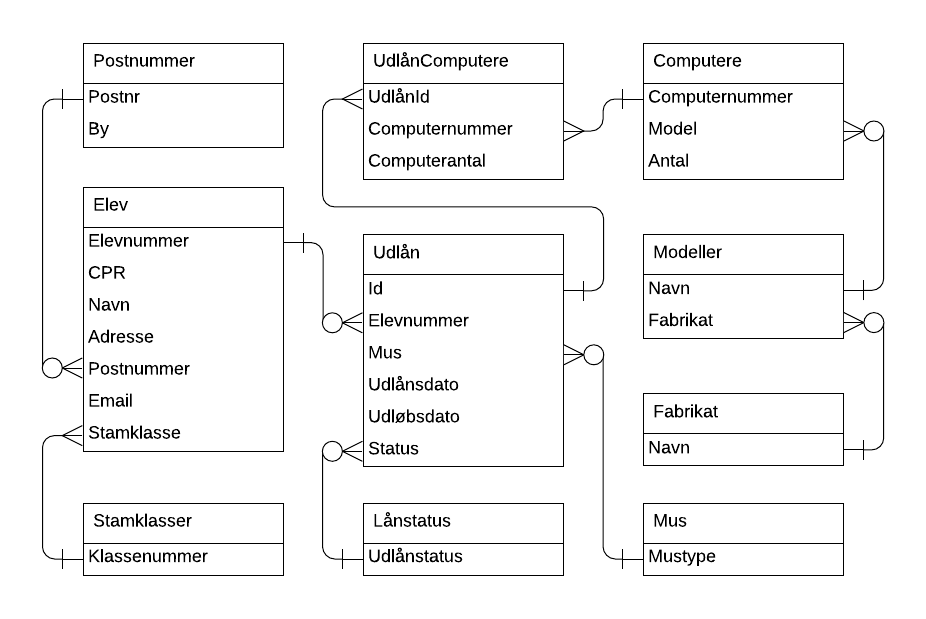 Postnummer
Postnr
By
Elev
Elevnummer
CPR
Navn
Adresse
Postnummer
Email
Stamklasse
Stamklasser
Klassenummer
UdlånComputere
UdlånId
Computernummer
Computerantal
Udlån
Id
Elevnummer
Mus
Udlånsdato
Udløbsdato
Status
Lånstatus
Udlånstatus
Computere
Computernummer
Model
Antal
Modeller
Navn
Fabrikat
Fabrikat
Navn
Mus
Mustype